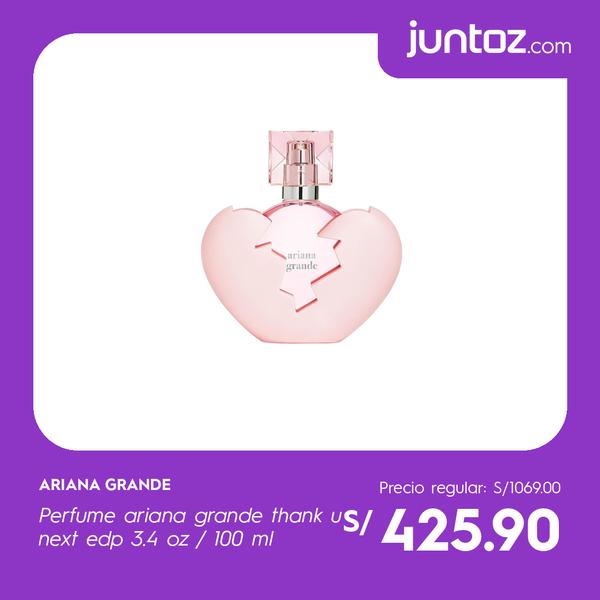 juntoz.com
ariana
grande
ARIANA GRANDE
Perfume ariana grande thank u
next edp 3.4 oz / 100 ml
Precio regular: S/1069.00
S/ 425.90